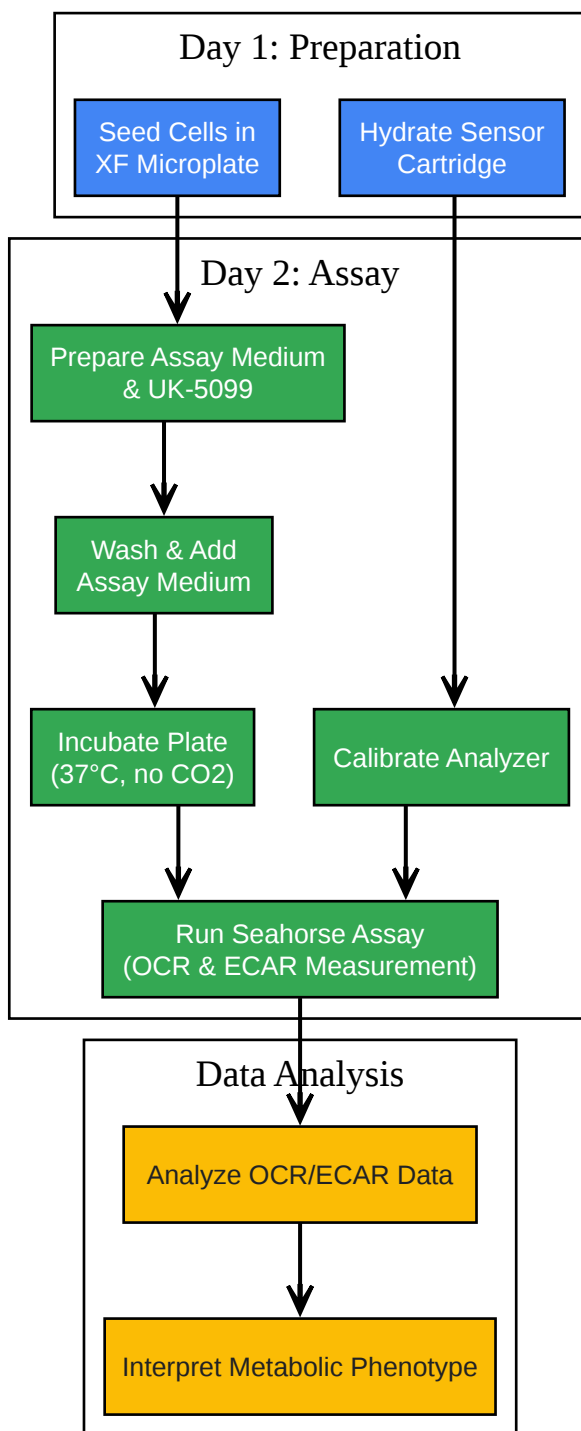 Day 1: Preparation
Seed Cells in
XF Microplate
Hydrate Sensor
Cartridge
Day 2: Assay
Prepare Assay Medium
& UK-5099
Wash & Add
Assay Medium
Incubate Plate
(37°C, no CO2)
Calibrate Analyzer
Run Seahorse Assay
(OCR & ECAR Measurement)
Data Analysis
Analyze OCR/ECAR Data
Interpret Metabolic Phenotype